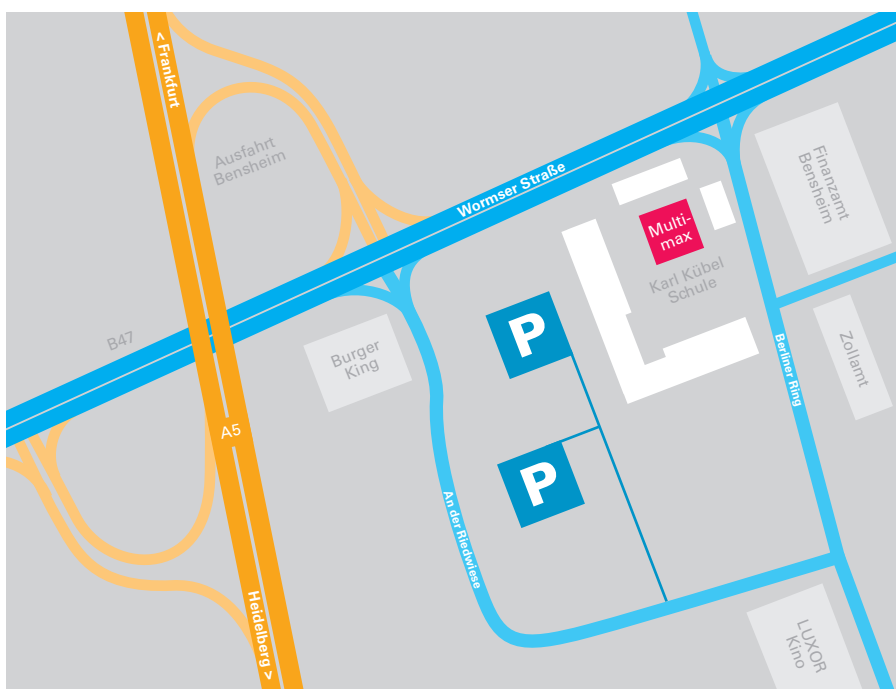 < Frankfurt
Ausfahrt
Bensheim
Wormser Straße
Finanzamt
Bensheim
Multi-
max
Karl Kübel
Schule
B47
Burger
King
P
Berliner Ring
Zollamt
A5
P
An der Riedwiese
Heidelberg >
LUXOR
Kino